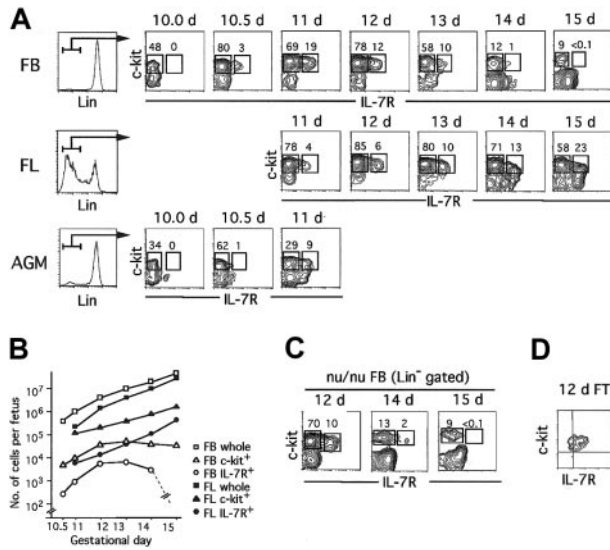 A
10.0 d 10.5 d 11 d 12 d 13 d 14 d 15 d
FB
Lin
c-kit
48 0 80 3 69 19 78 12 58 10 12 1 9 <0.1
IL-7R
11 d 12 d 13 d 14 d 15 d
FL
Lin
c-kit
78 4 85 6 80 10 71 13 58 23
IL-7R
10.0 d 10.5 d 11 d
AGM
Lin
c-kit
34 0 62 1 29 9
IL-7R
B
No. of cells per fetus
10⁷
10⁶
10⁵
10⁴
10³
10²
10.5 11 12 13 14 15
Gestational day
FB whole
FB c-kit⁺
FB IL-7R⁺
FL whole
FL c-kit⁺
FL IL-7R⁺
C
nu/nu FB (Lin⁻ gated)
12 d 14 d 15 d
c-kit
70 10 13 2 9 <0.1
IL-7R
D
12 d FT
c-kit
IL-7R